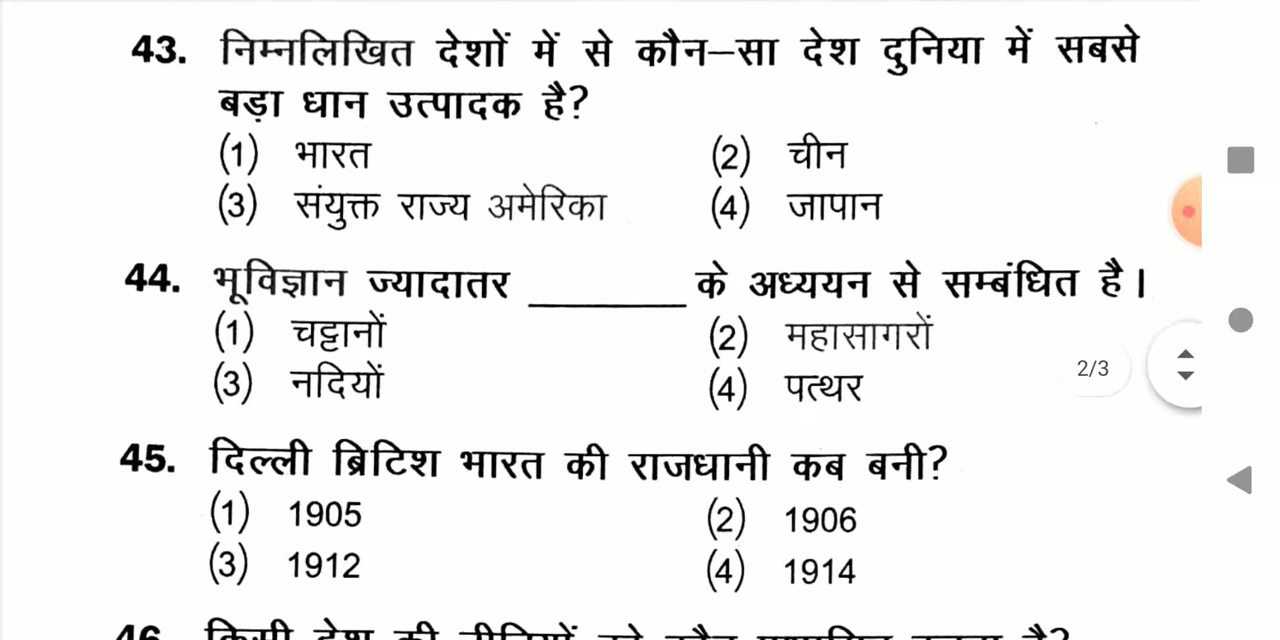 43. निम्नलिखित देशों में से कौन–सा देश दुनिया में सबसे
बड़ा धान उत्पादक है?
(1) भारत (2) चीन
(3) संयुक्त राज्य अमेरिका (4) जापान
44. भूविज्ञान ज्यादातर ________ के अध्ययन से सम्बंधित है।
(1) चट्टानों (2) महासागरों
2/3
(3) नदियों (4) पत्थर
45. दिल्ली ब्रिटिश भारत की राजधानी कब बनी?
(1) 1905 (2) 1906
(3) 1912 (4) 1914
46. किसी देश की नीतियों को कौन
है?